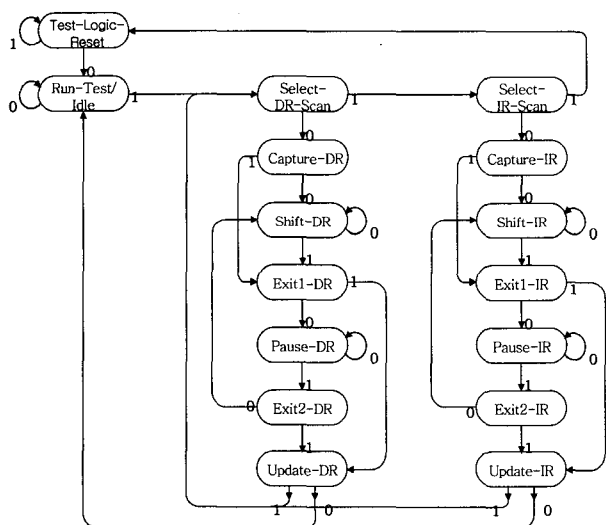 Test-Logic-
Reset
1
0
Run-Test/
Idle
0
1
Select-
DR-Scan
1
Select-
IR-Scan
1
0
0
Capture-DR
1
Capture-IR
1
0
0
Shift-DR
0
Shift-IR
0
1
1
Exit1-DR
1
Exit1-IR
1
0
0
Pause-DR
0
Pause-IR
0
1
1
Exit2-DR
0
Exit2-IR
0
1
1
Update-DR
Update-IR
1
0
1
0